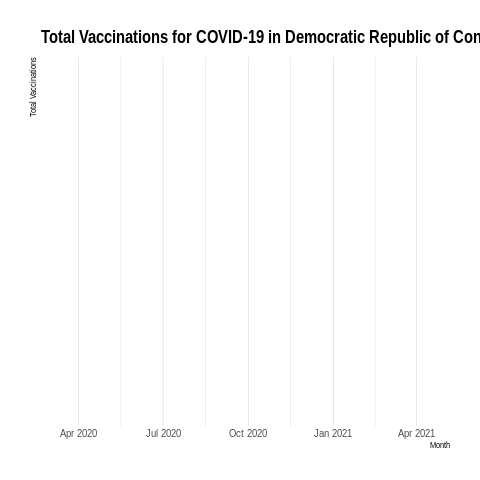 Total Vaccinations for COVID-19 in Democratic Republic of Con
Total Vaccinations
Apr 2020 Jul 2020 Oct 2020 Jan 2021 Apr 2021
Month